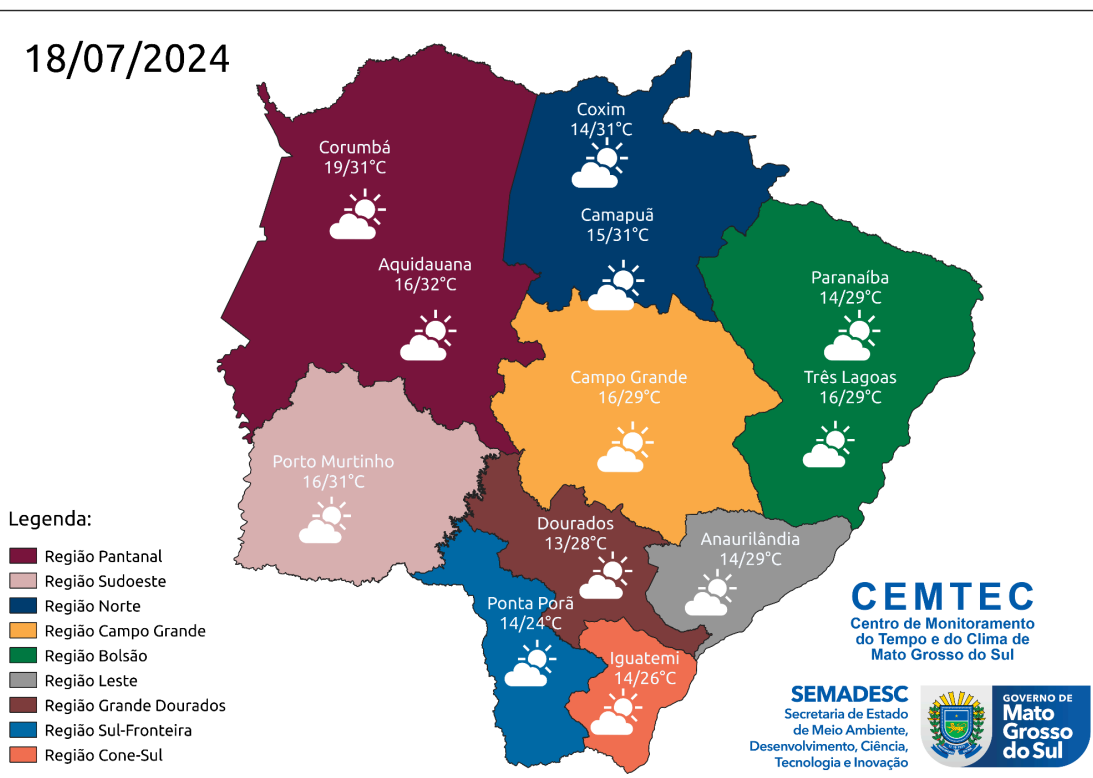 18/07/2024
Coxim
14/31°C
Corumbá
19/31°C
Camapuã
15/31°C
Aquidauana
16/32°C
Paranaíba
14/29°C
Campo Grande
16/29°C
Três Lagoas
16/29°C
Porto Murtinho
16/31°C
Dourados
13/28°C
Anaurilândia
14/29°C
Ponta Porã
14/24°C
Iguatemi
14/26°C
Legenda:
Região Pantanal
Região Sudoeste
Região Norte
Região Campo Grande
Região Bolsão
Região Leste
Região Grande Dourados
Região Sul-Fronteira
Região Cone-Sul
CEMTEC
Centro de Monitoramento
do Tempo e do Clima de
Mato Grosso do Sul
SEMADESC
Secretaria de Estado
de Meio Ambiente,
Desenvolvimento, Ciência,
Tecnologia e Inovação
GOVERNO DE
Mato
Grosso
do Sul